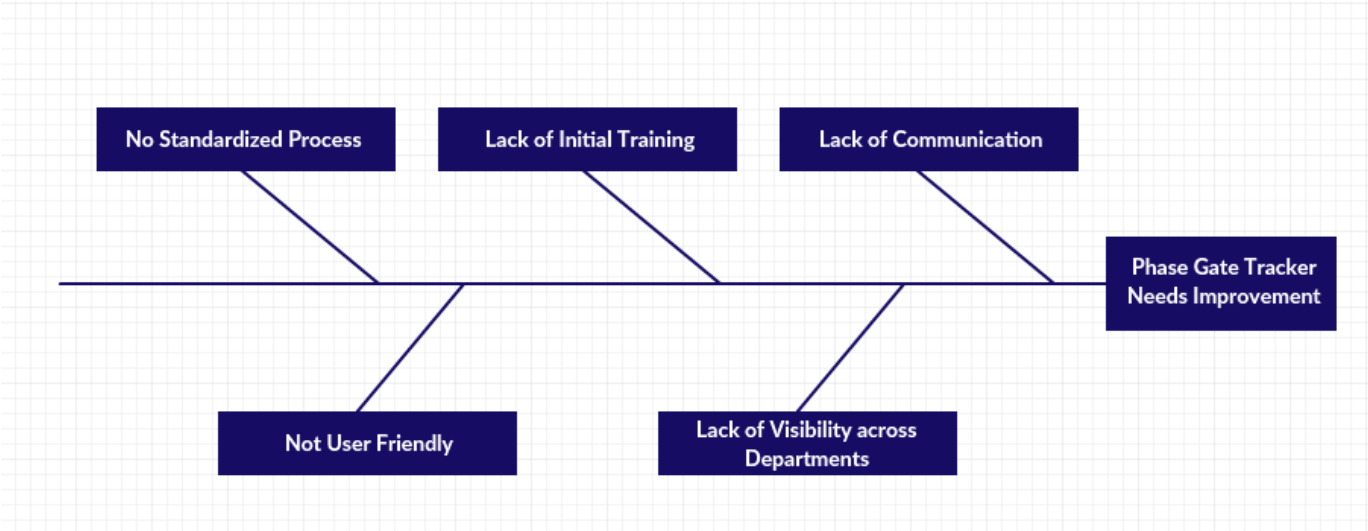 No Standardized Process
Lack of Initial Training
Lack of Communication
Phase Gate Tracker
Needs Improvement
Not User Friendly
Lack of Visibility across
Departments